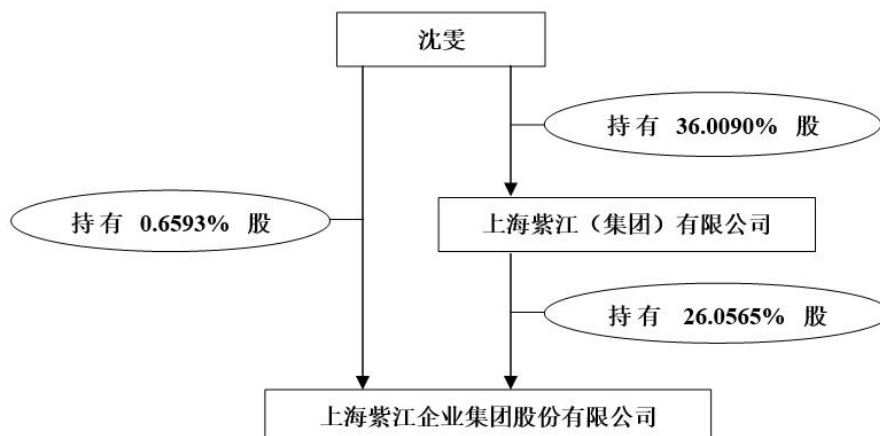 沈雯
持有 36.0090% 股
持有 0.6593% 股
上海紫江（集团）有限公司
持有 26.0565% 股
上海紫江企业集团股份有限公司